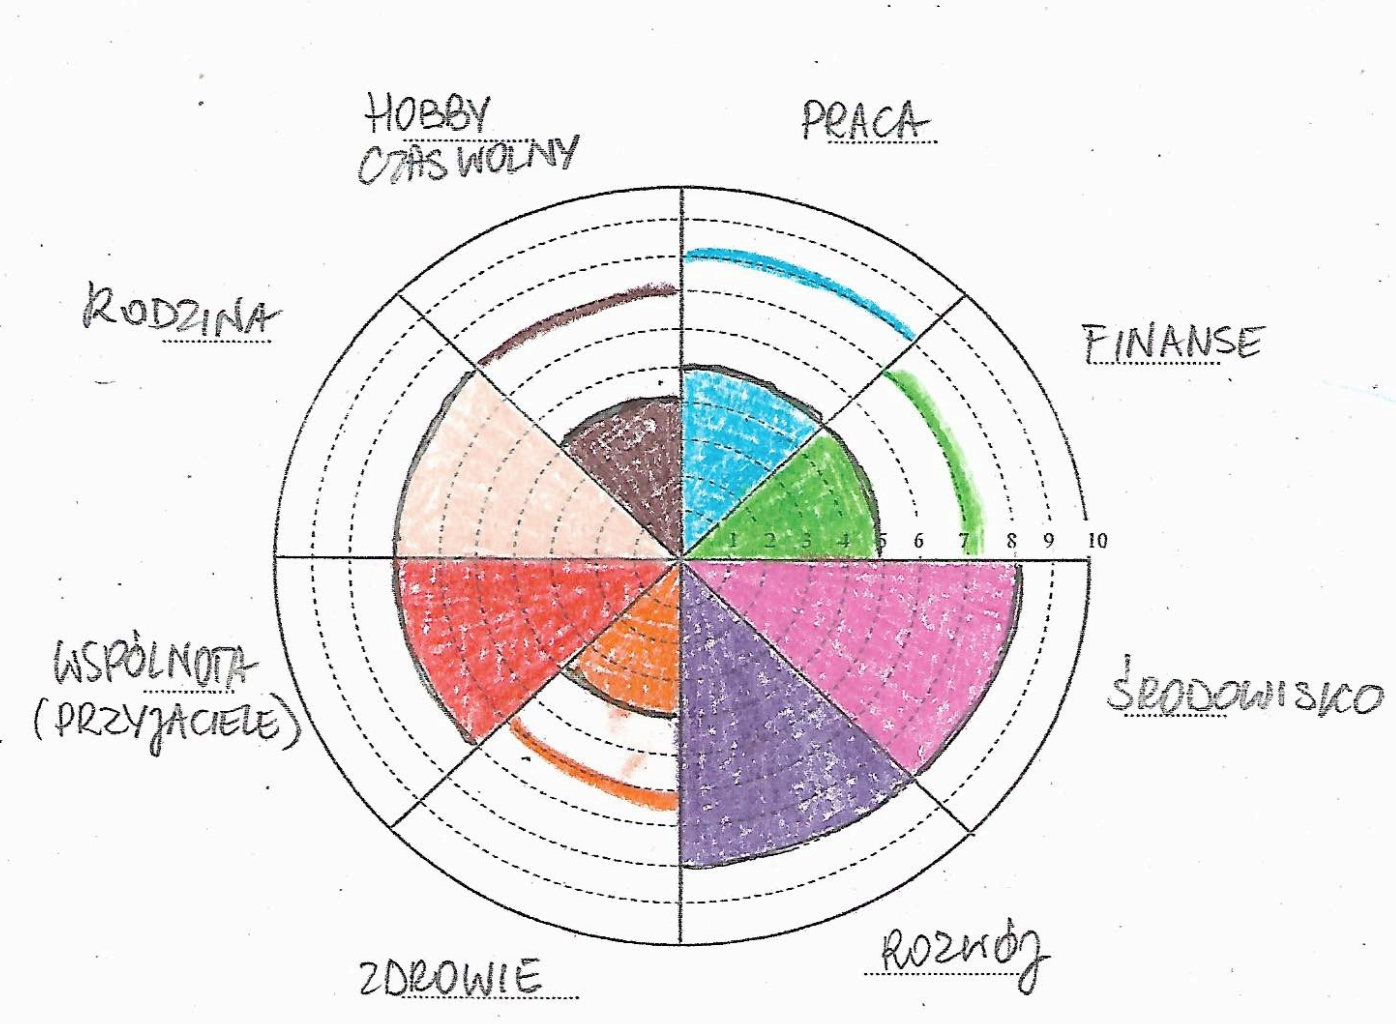 HOBBY
CZAS WOLNY
PRACA
RODZINA
FINANSE
1 2 3 4 5 6 7 8 9 10
WSPÓLNOTA
(PRZYJACIELE)
ŚRODOWISKO
ZDROWIE
ROZWÓJ